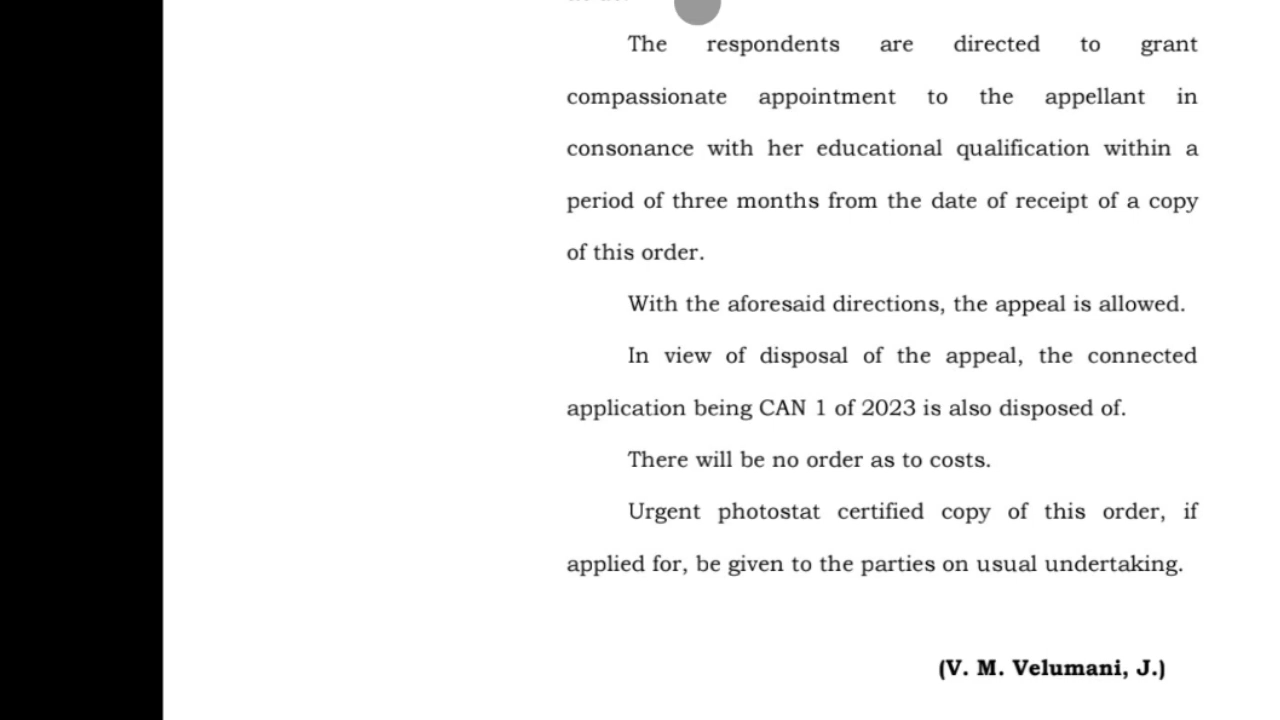 The respondents are directed to grant
compassionate appointment to the appellant in
consonance with her educational qualification within a
period of three months from the date of receipt of a copy
of this order.
With the aforesaid directions, the appeal is allowed.
In view of disposal of the appeal, the connected
application being CAN 1 of 2023 is also disposed of.
There will be no order as to costs.
Urgent photostat certified copy of this order, if
applied for, be given to the parties on usual undertaking.
(V. M. Velumani, J.)